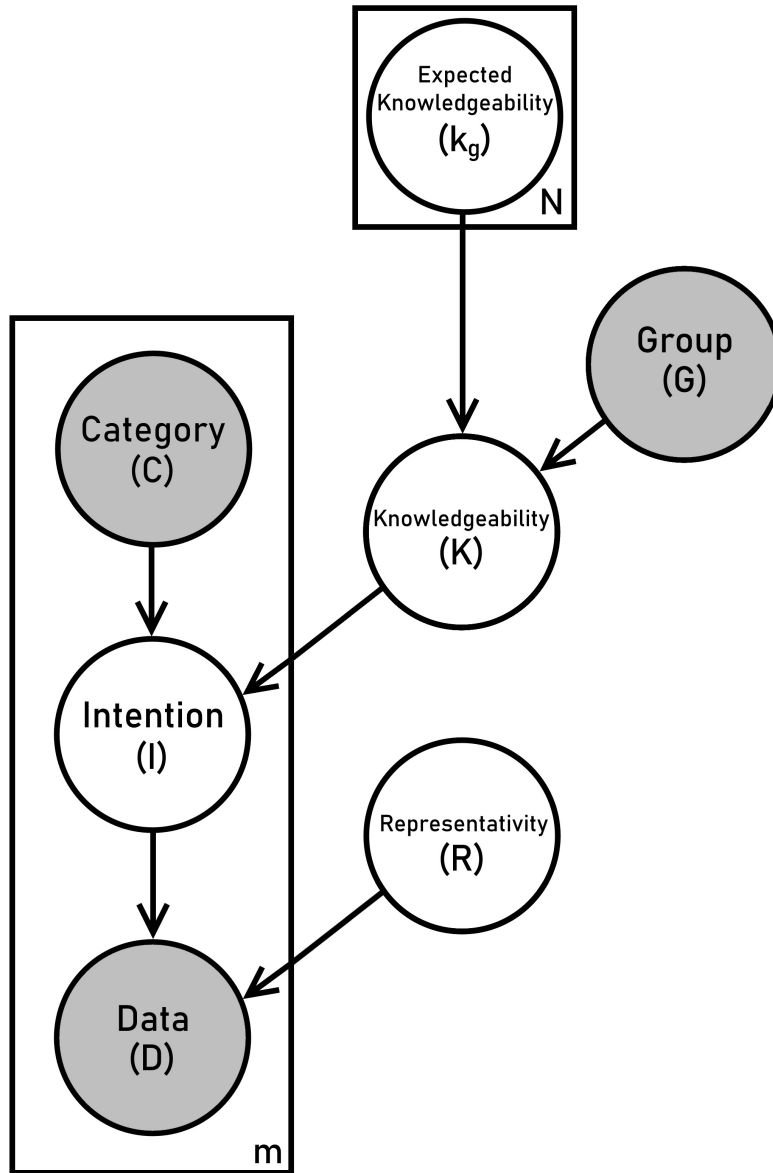 Expected
Knowledgeability
(kg)
N
Group
(G)
Category
(C)
Knowledgeability
(K)
Intention
(I)
Representativity
(R)
Data
(D)
m